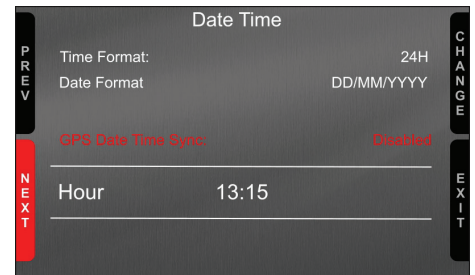 Date Time
PREV
CHANGE
Time Format: 24H
Date Format DD/MM/YYYY
GPS Date Time Sync: Disabled
NEXT
EXIT
Hour 13:15